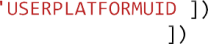 'USERPLATFORMUID ])
])